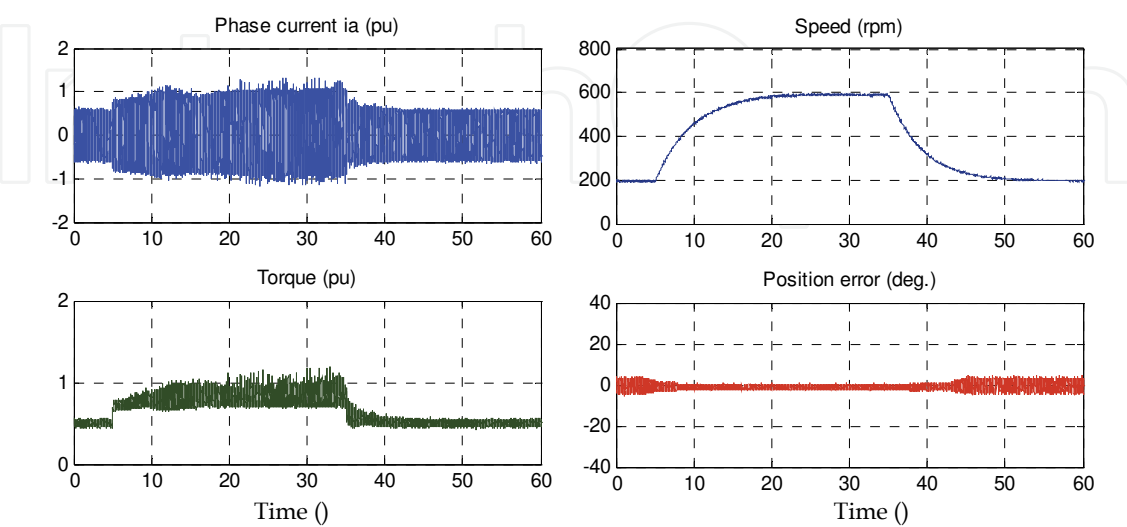 Phase current ia (pu)
2
1
0
-1
-2
0 10 20 30 40 50 60
Speed (rpm)
800
600
400
200
0
0 10 20 30 40 50 60
Torque (pu)
2
1
0
0 10 20 30 40 50 60
Time ()
Position error (deg.)
40
20
0
-20
-40
0 10 20 30 40 50 60
Time ()